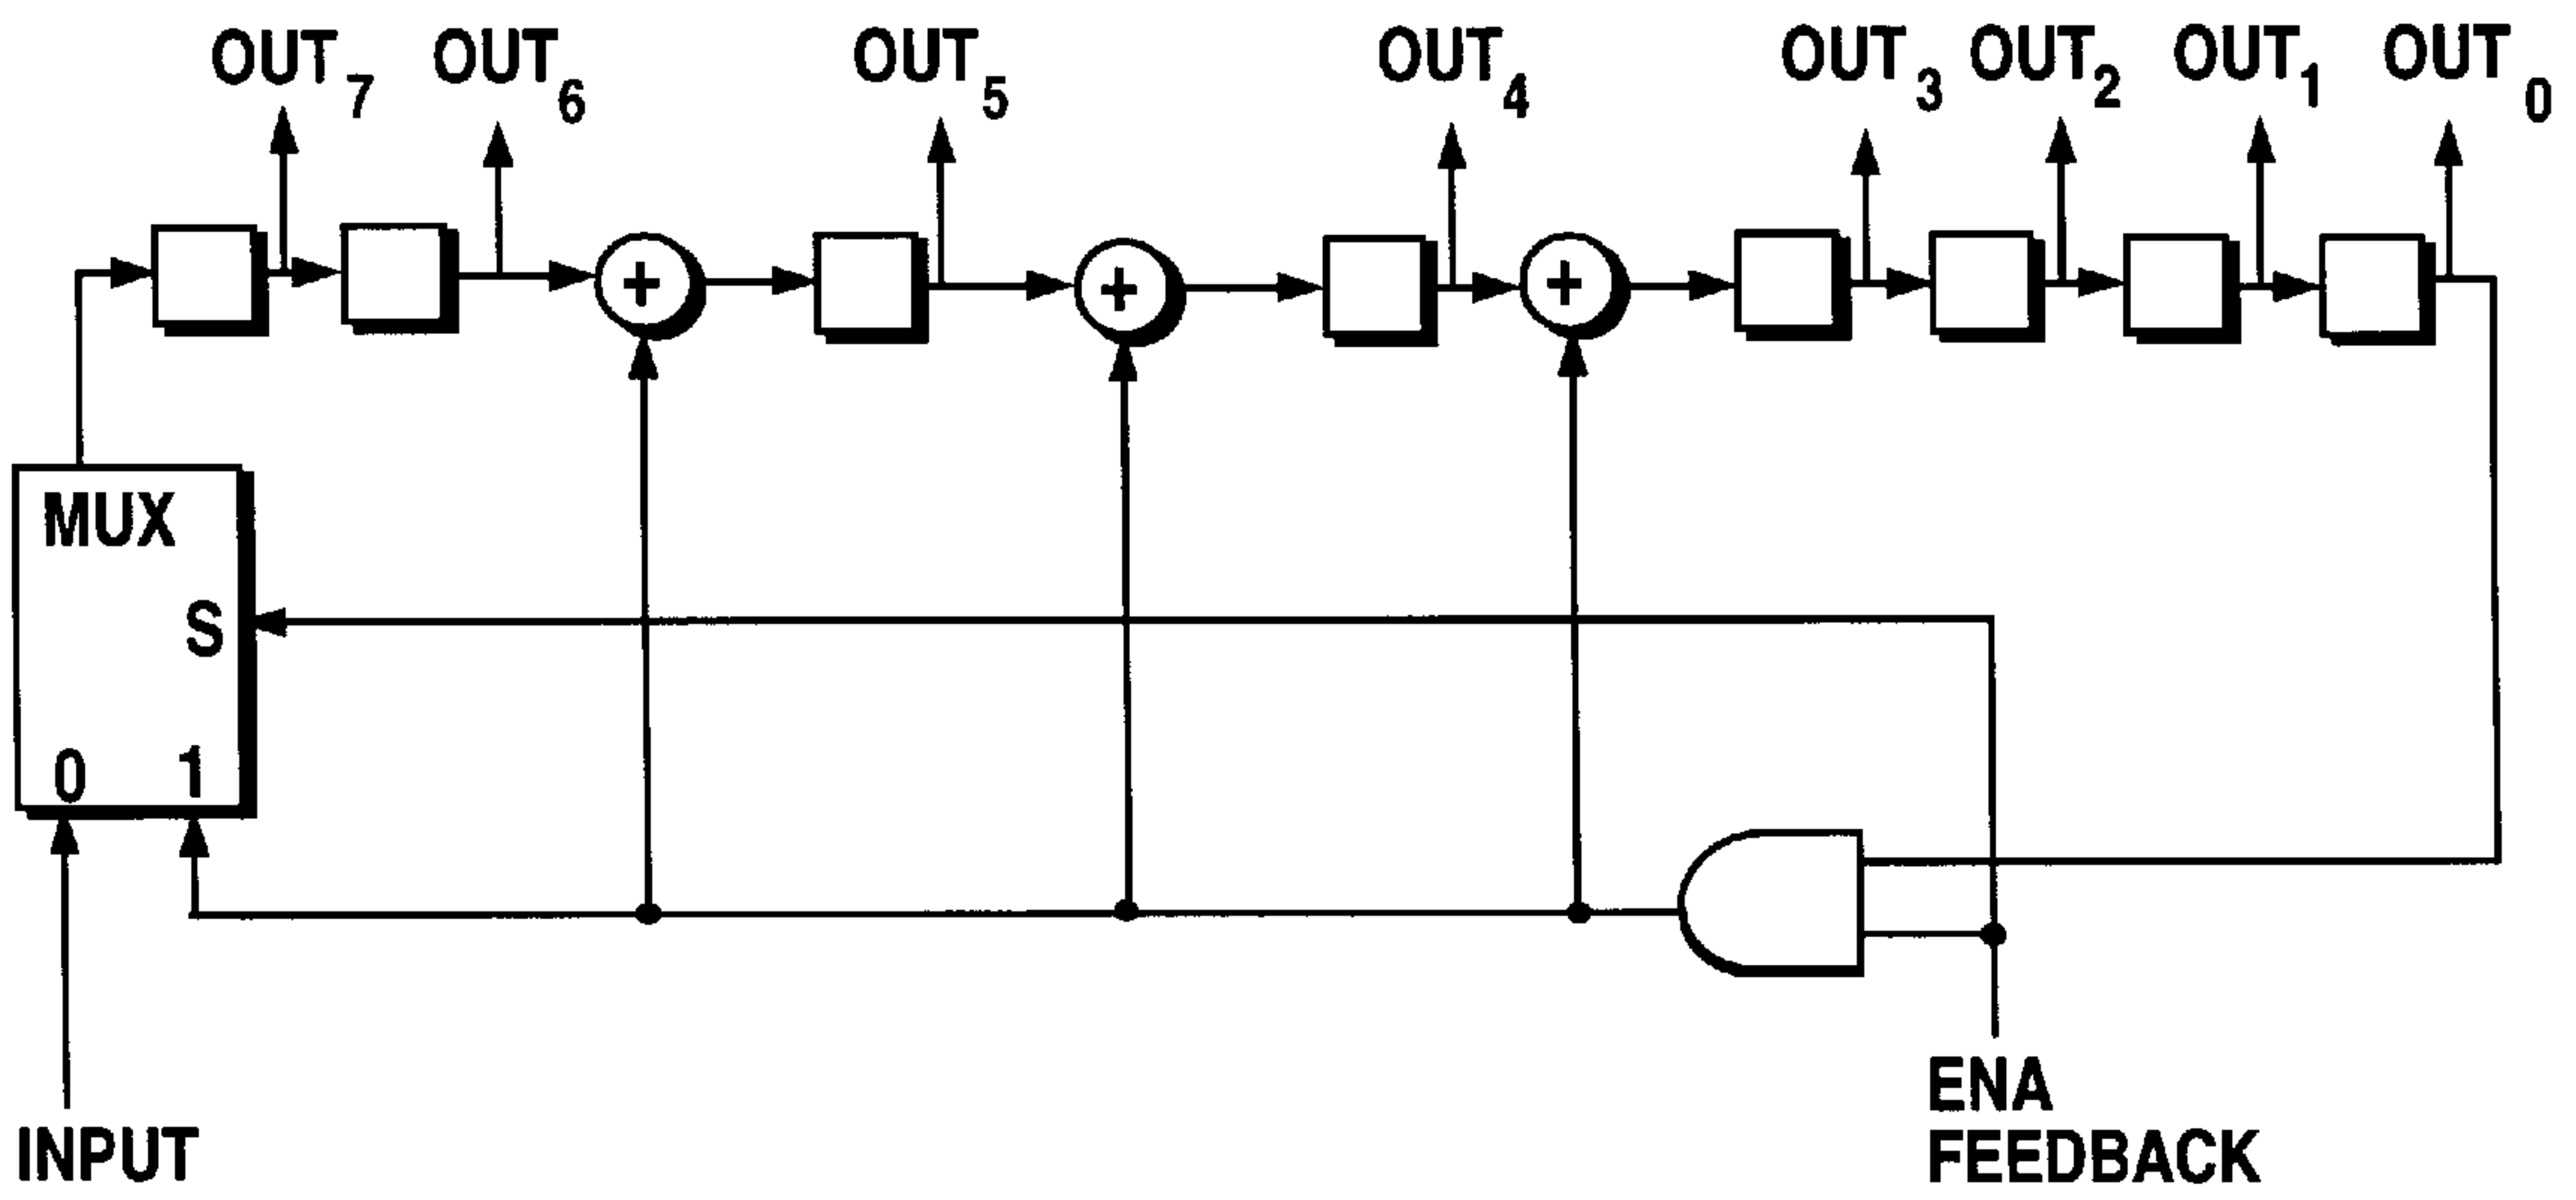 OUT7 OUT6 OUT5 OUT4 OUT3 OUT2 OUT1 OUT0
+ + +
MUX
S
0 1
INPUT
ENA
FEEDBACK